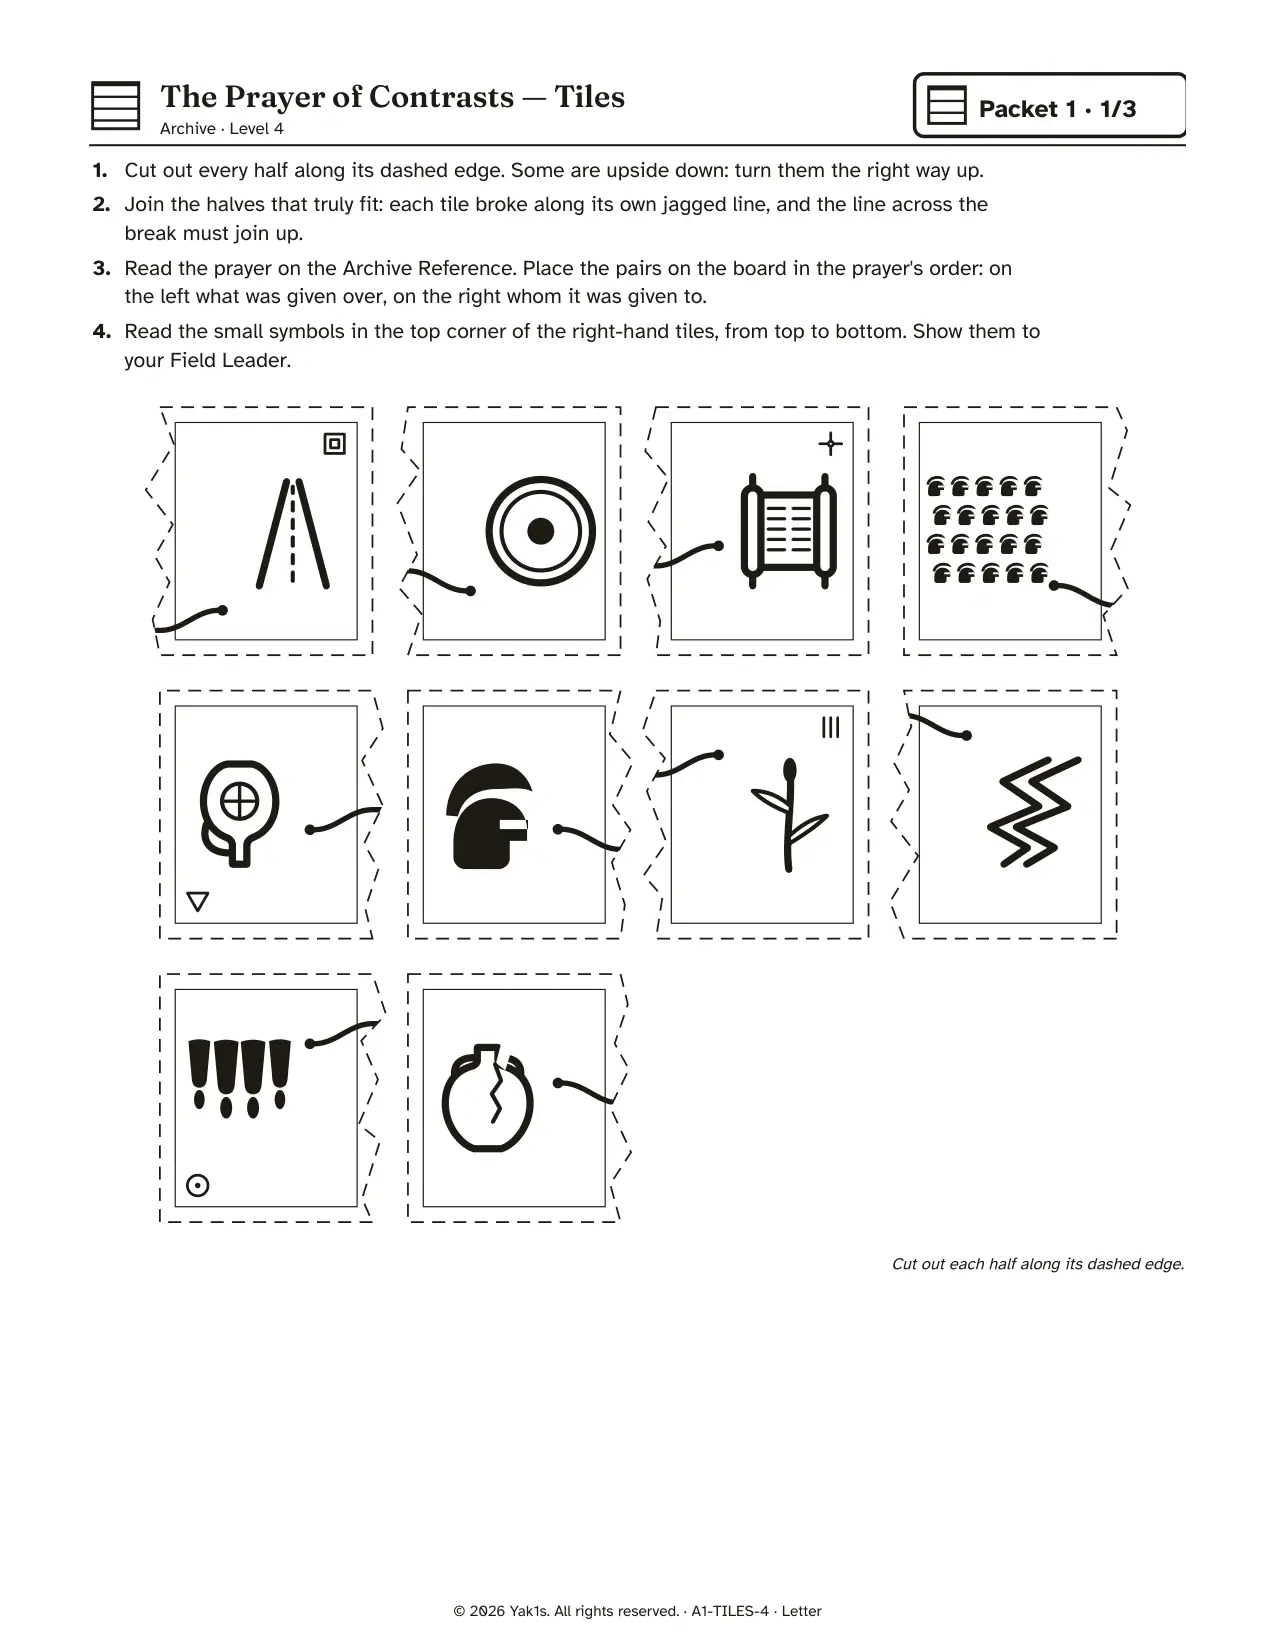 The Prayer of Contrasts — Tiles
Archive · Level 4
Packet 1 · 1/3
1. Cut out every half along its dashed edge. Some are upside down: turn them the right way up.
2. Join the halves that truly fit: each tile broke along its own jagged line, and the line across the
break must join up.
3. Read the prayer on the Archive Reference. Place the pairs on the board in the prayer's order: on
the left what was given over, on the right whom it was given to.
4. Read the small symbols in the top corner of the right-hand tiles, from top to bottom. Show them to
your Field Leader.
Cut out each half along its dashed edge.
© 2026 Yak1s. All rights reserved. · A1-TILES-4 · Letter